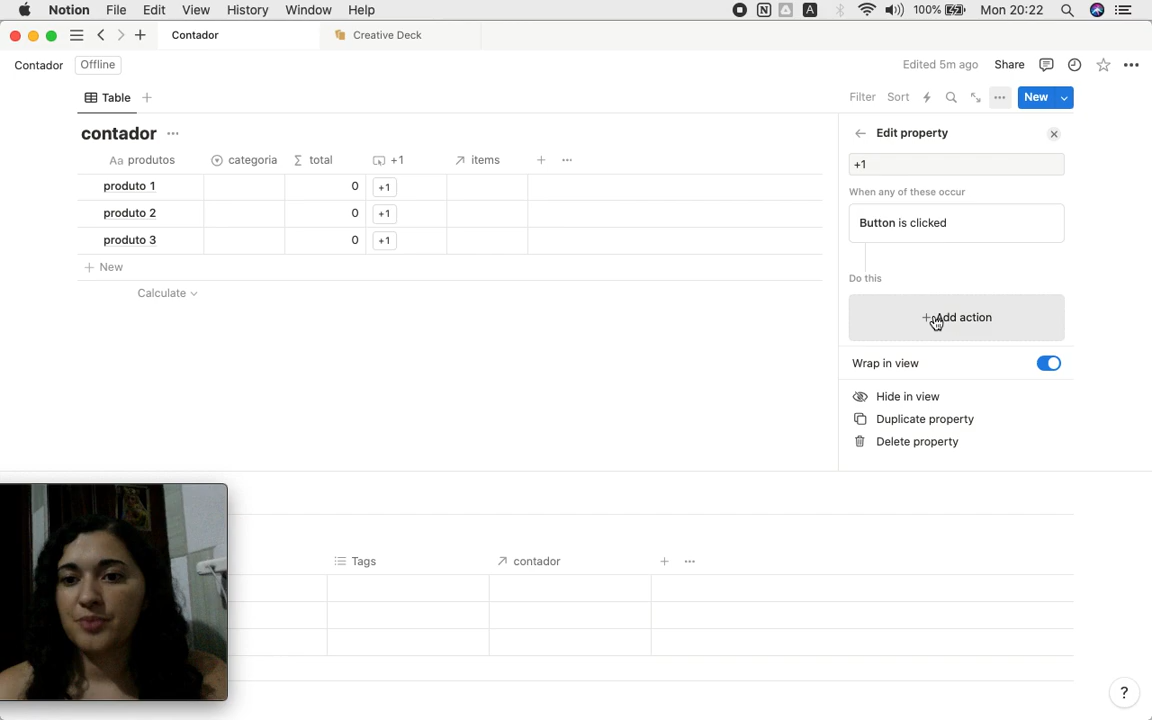 Notion File Edit View History Window Help
100% Mon 20:22
Contador Creative Deck
Contador Offline
Edited 5m ago Share
Table
Filter Sort New
contador
Aa produtos categoria Σ total +1 items
produto 1 0 +1
produto 2 0 +1
produto 3 0 +1
New
Calculate
Edit property
+1
When any of these occur
Button is clicked
Do this
+ Add action
Wrap in view
Hide in view
Duplicate property
Delete property
Tags contador
?